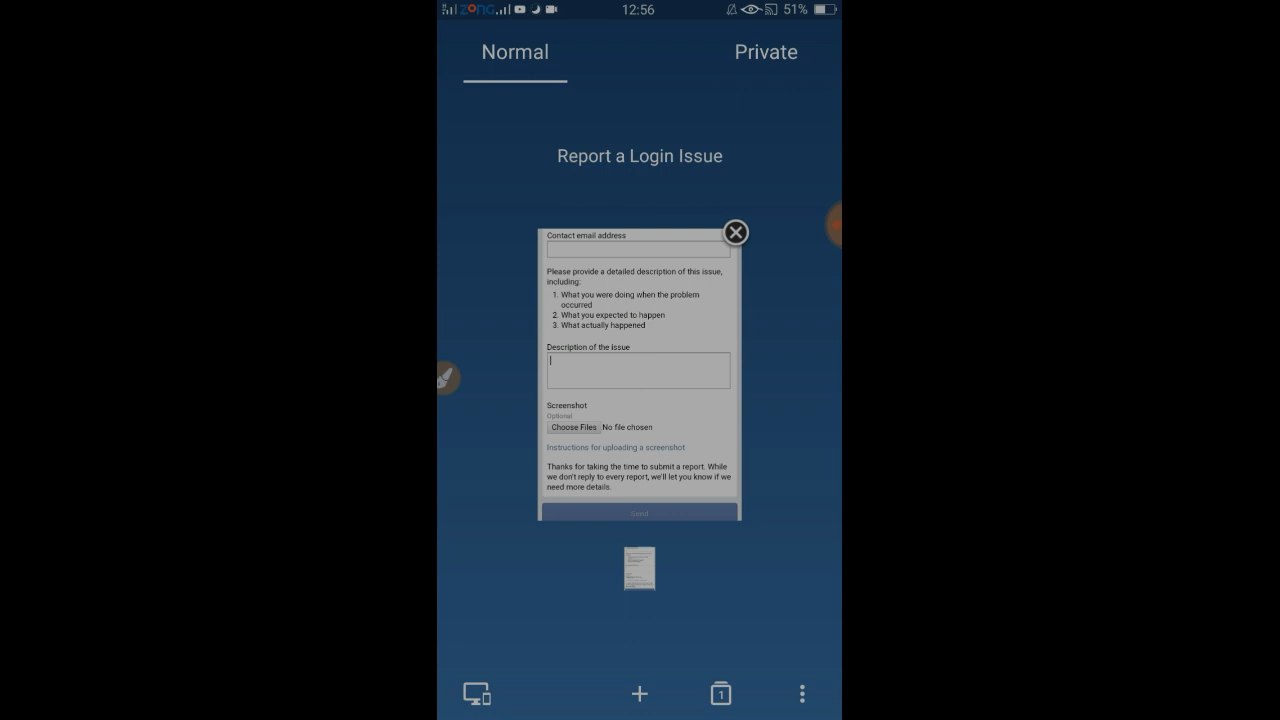 ZONG 12:56 51%
Normal Private
Report a Login Issue
Contact email address
Please provide a detailed description of this issue,
including:
1. What you were doing when the problem
occurred
2. What you expected to happen
3. What actually happened
Description of the issue
Screenshot
Optional
Choose Files No file chosen
Instructions for uploading a screenshot
Thanks for taking the time to submit a report. While
we don't reply to every report, we'll let you know if we
need more details.
Send
1